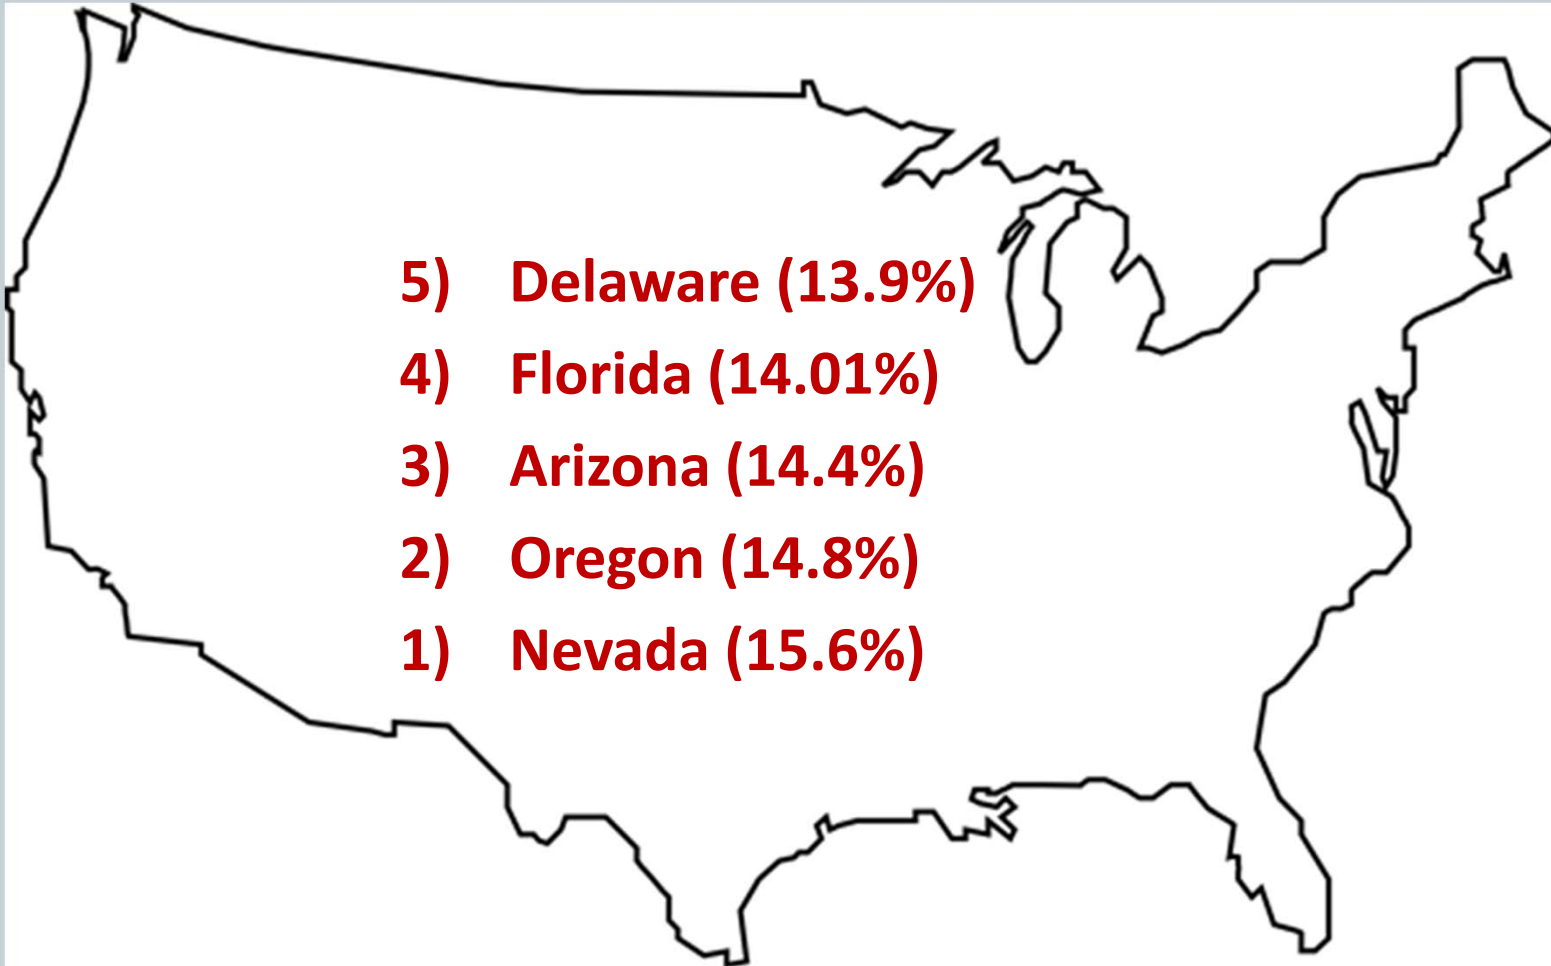 5) Delaware (13.9%)
4) Florida (14.01%)
3) Arizona (14.4%)
2) Oregon (14.8%)
1) Nevada (15.6%)